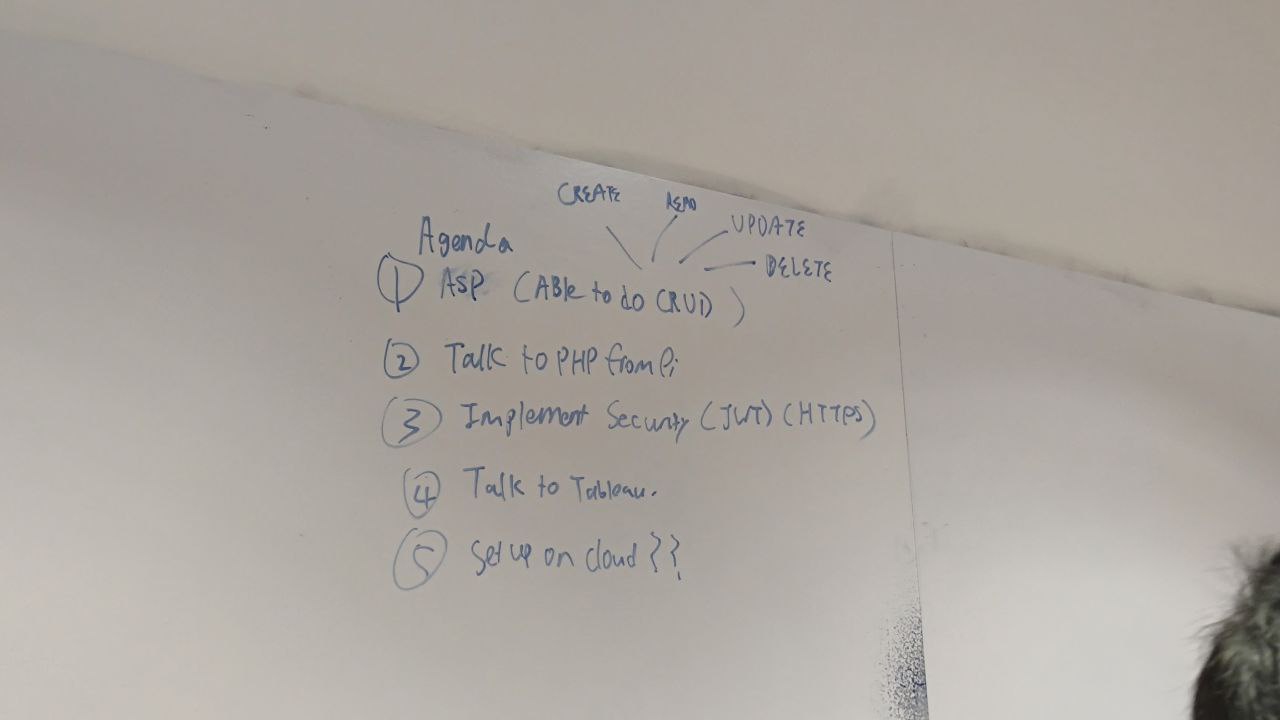 CREATE
READ
UPDATE
DELETE
Agenda
① ASP (ABle to do CRUD)
② Talk to PHP from Pi
③ Implement Security (JWT) (HTTPS)
④ Talk to Tableau.
⑤ Set up on cloud??